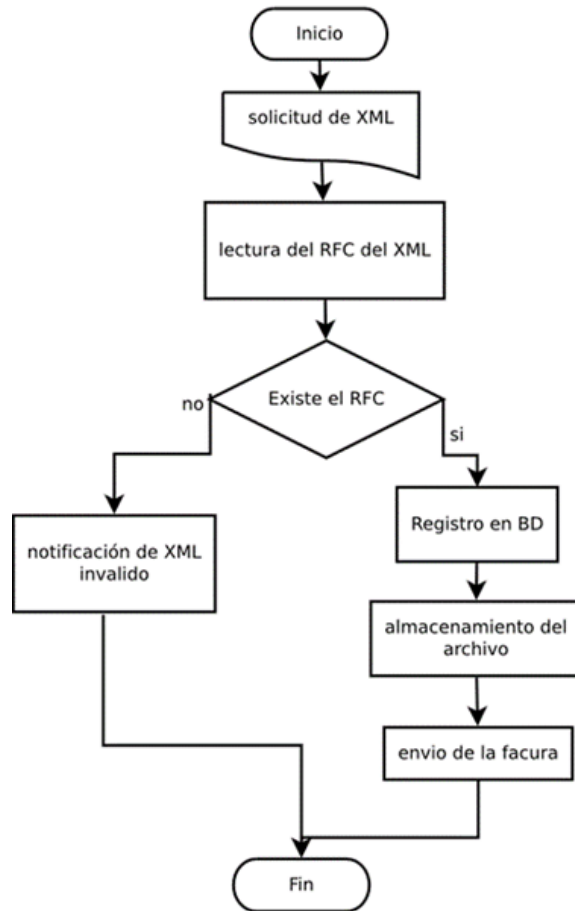 Inicio
solicitud de XML
lectura del RFC del XML
Existe el RFC
no
si
notificación de XML
invalido
Registro en BD
almacenamiento del
archivo
envio de la facura
Fin